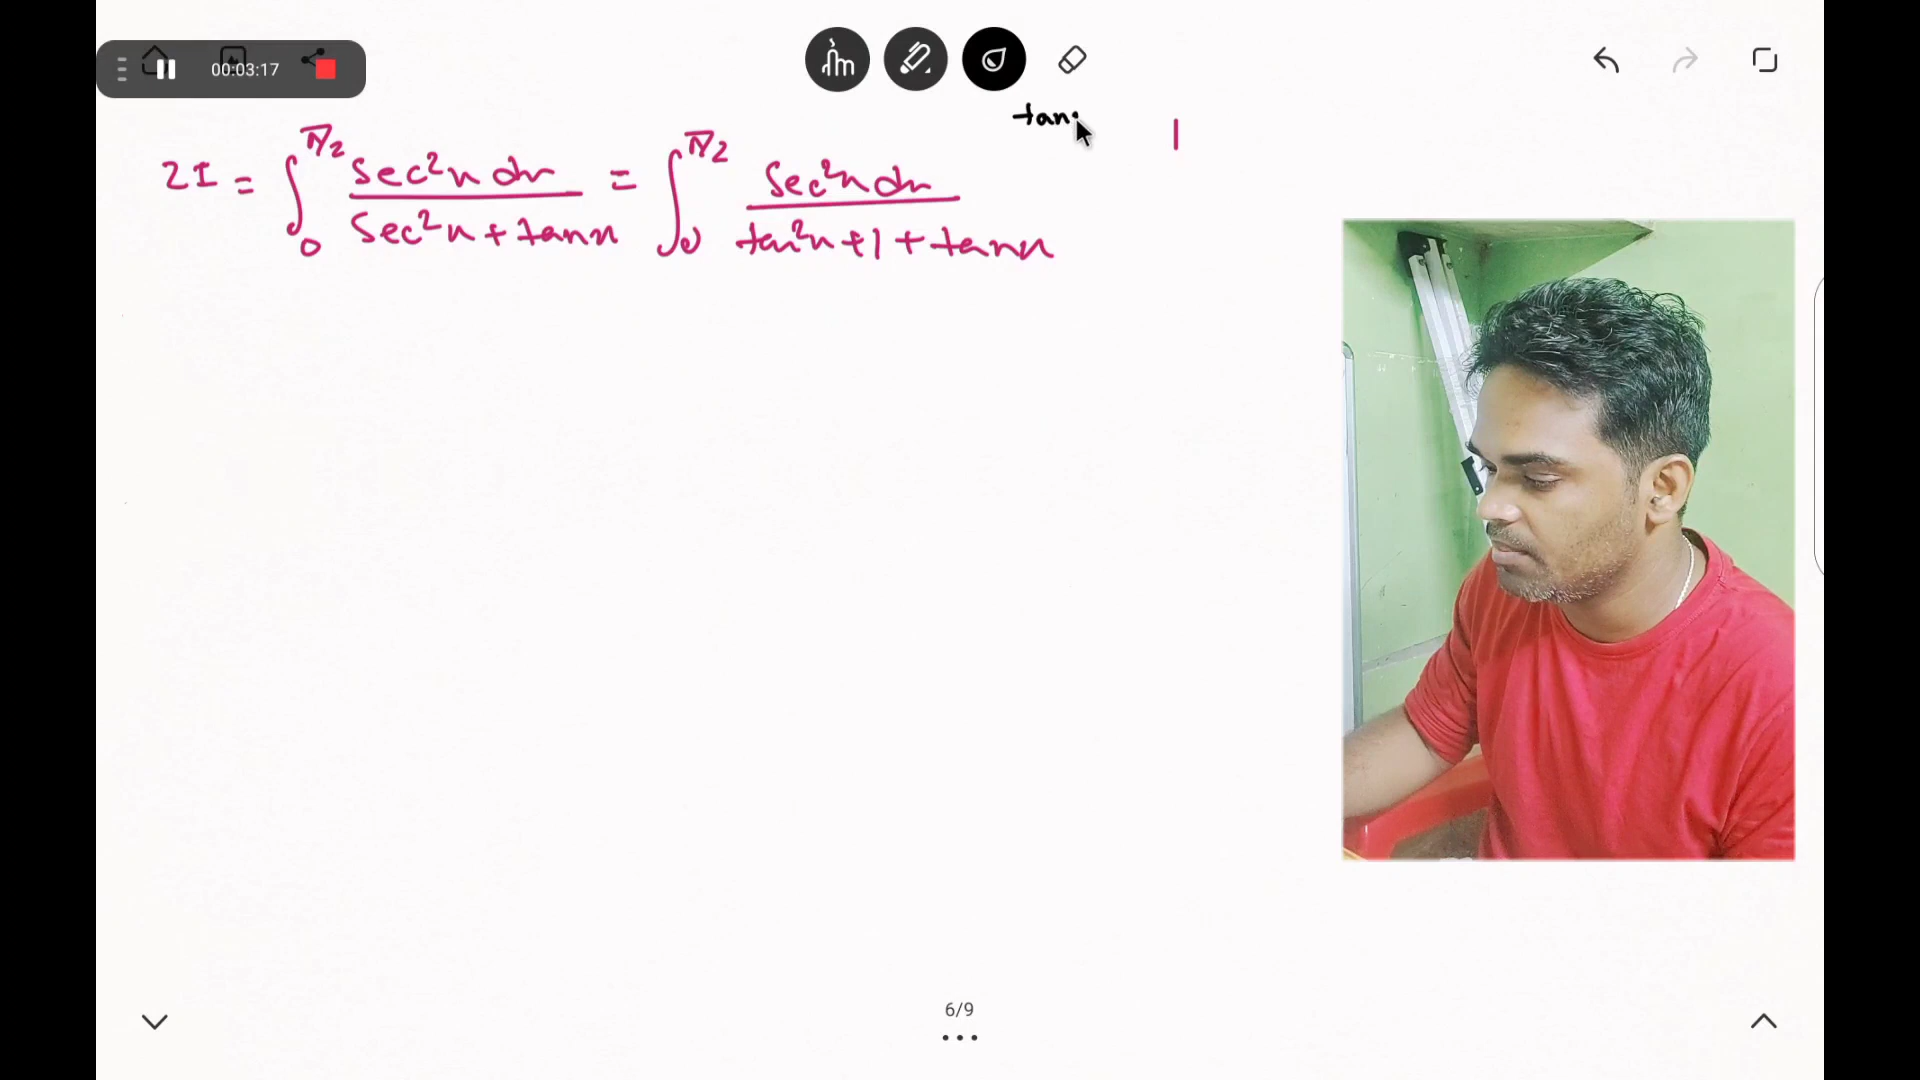 00:03:17
tan
2I = ∫₀^(π/2) sec²x dx / (sec²x + tanx) = ∫₀^(π/2) sec²x dx / (tan²x + 1 + tanx)
6/9